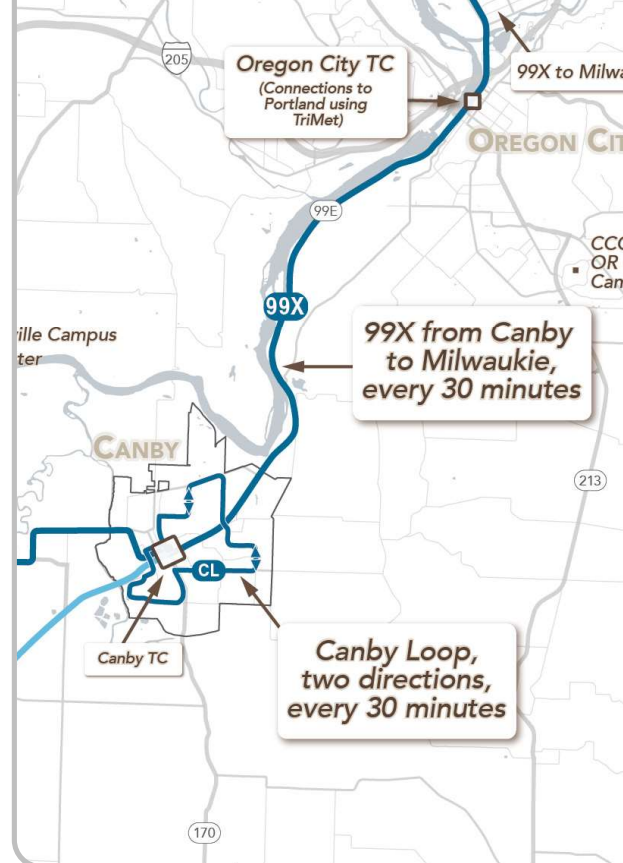 205
Oregon City TC
(Connections to
Portland using
TriMet)
99X to Milwa
OREGON CIT
99E
CCC
OR
Can
99X
ville Campus
ter
99X from Canby
to Milwaukie,
every 30 minutes
CANBY
213
CL
Canby TC
Canby Loop,
two directions,
every 30 minutes
170